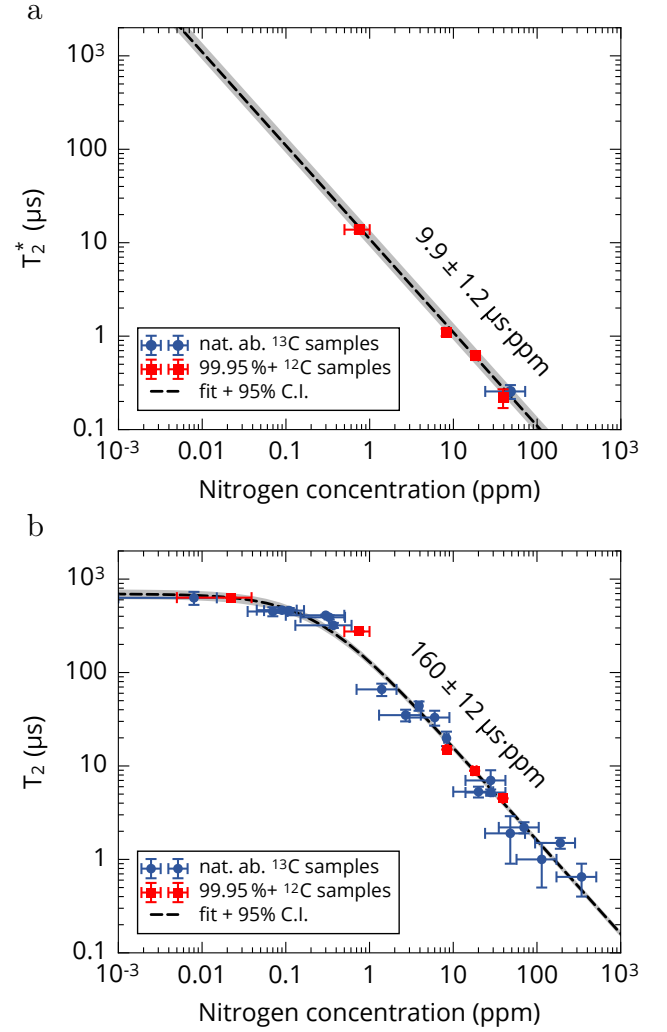 a
10³
100
10
1
0.1
T₂* (µs)
9.9 ± 1.2 µs·ppm
nat. ab. ¹³C samples
99.95%+ ¹²C samples
fit + 95% C.I.
10⁻³ 0.01 0.1 1 10 100 10³
Nitrogen concentration (ppm)
b
10³
100
10
1
0.1
T₂ (µs)
160 ± 12 µs·ppm
nat. ab. ¹³C samples
99.95%+ ¹²C samples
fit + 95% C.I.
10⁻³ 0.01 0.1 1 10 100 10³
Nitrogen concentration (ppm)